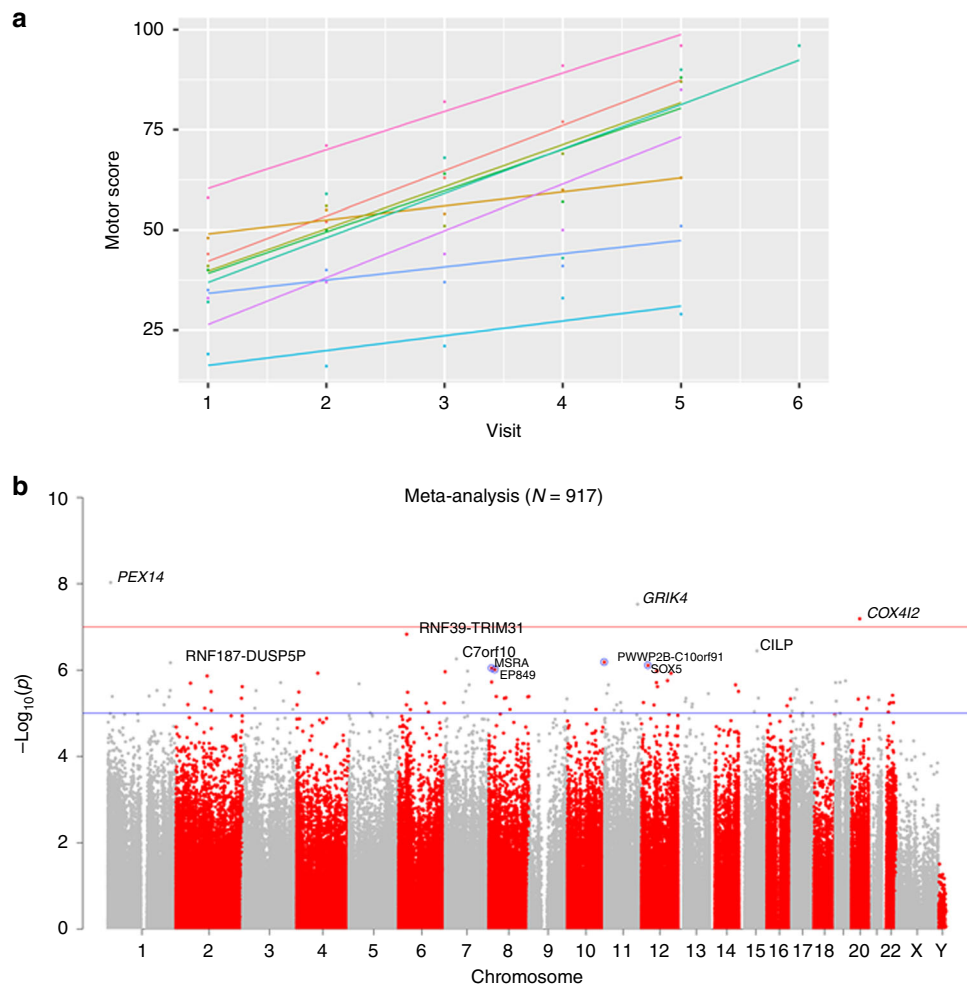 a
100
75
50
25
Motor score
1 2 3 4 5 6
Visit
b
Meta-analysis (N = 917)
10
8
6
4
2
0
–Log10(p)
PEX14
GRIK4
COX4I2
RNF39-TRIM31
C7orf10
CILP
RNF187-DUSP5P
MSRA
EP849
PWWP2B-C10orf91
SOX5
1 2 3 4 5 6 7 8 9 10 11 12 13 14 15 16 17 18 20 22 X Y
Chromosome